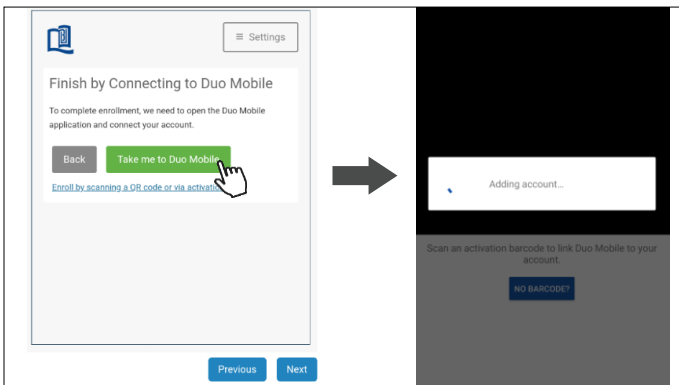 ≡ Settings
Finish by Connecting to Duo Mobile
To complete enrollment, we need to open the Duo Mobile
application and connect your account.
Back
Take me to Duo Mobile
Enroll by scanning a QR code or via activation
Previous
Next
Adding account...
Scan an activation barcode to link Duo Mobile to your
account.
NO BARCODE?